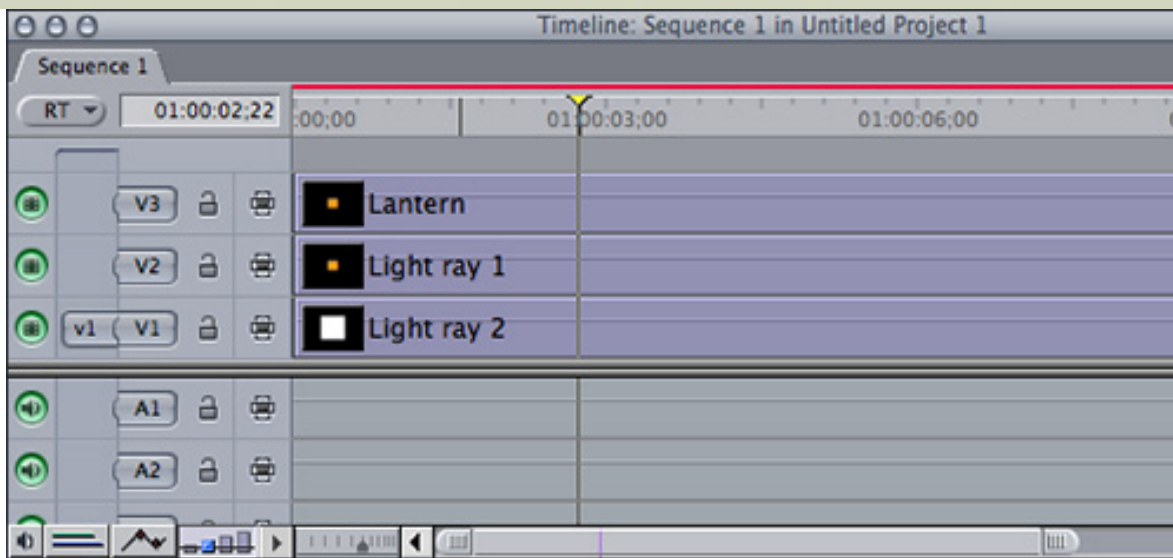 Timeline: Sequence 1 in Untitled Project 1
Sequence 1
RT 01:00:02;22 :00;00 01:00:03;00 01:00:06;00
V3 Lantern
V2 Light ray 1
v1 V1 Light ray 2
A1
A2